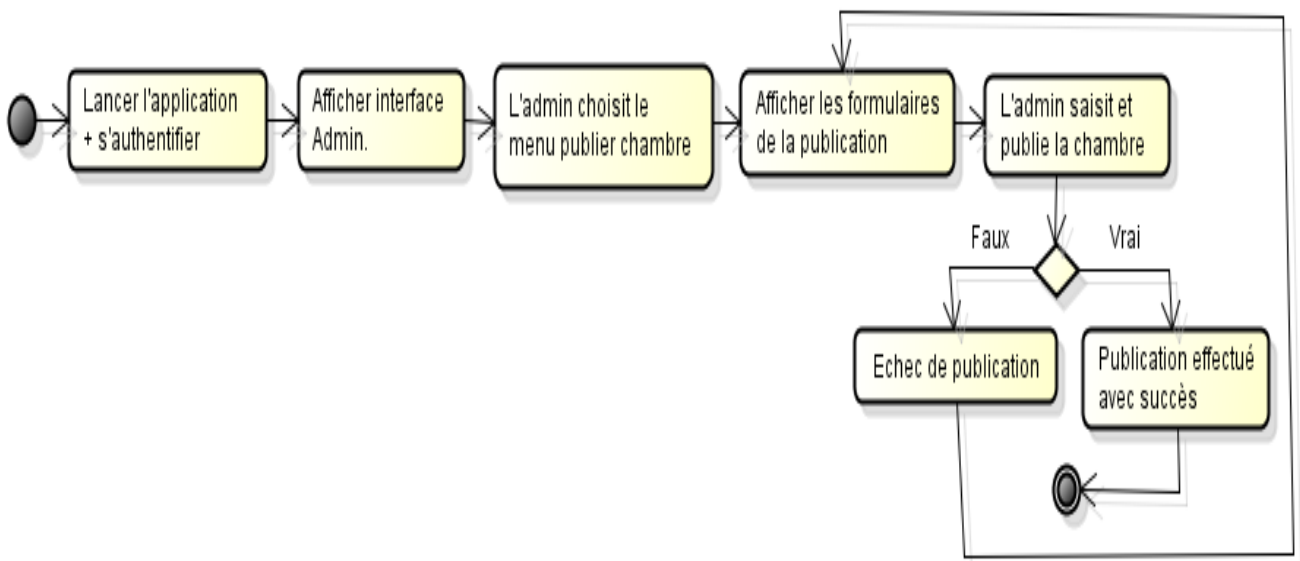 Lancer l'application
+ s'authentifier
Afficher interface
Admin.
L'admin choisit le
menu publier chambre
Afficher les formulaires
de la publication
L'admin saisit et
publie la chambre
Faux
Vrai
Echec de publication
Publication effectué
avec succès